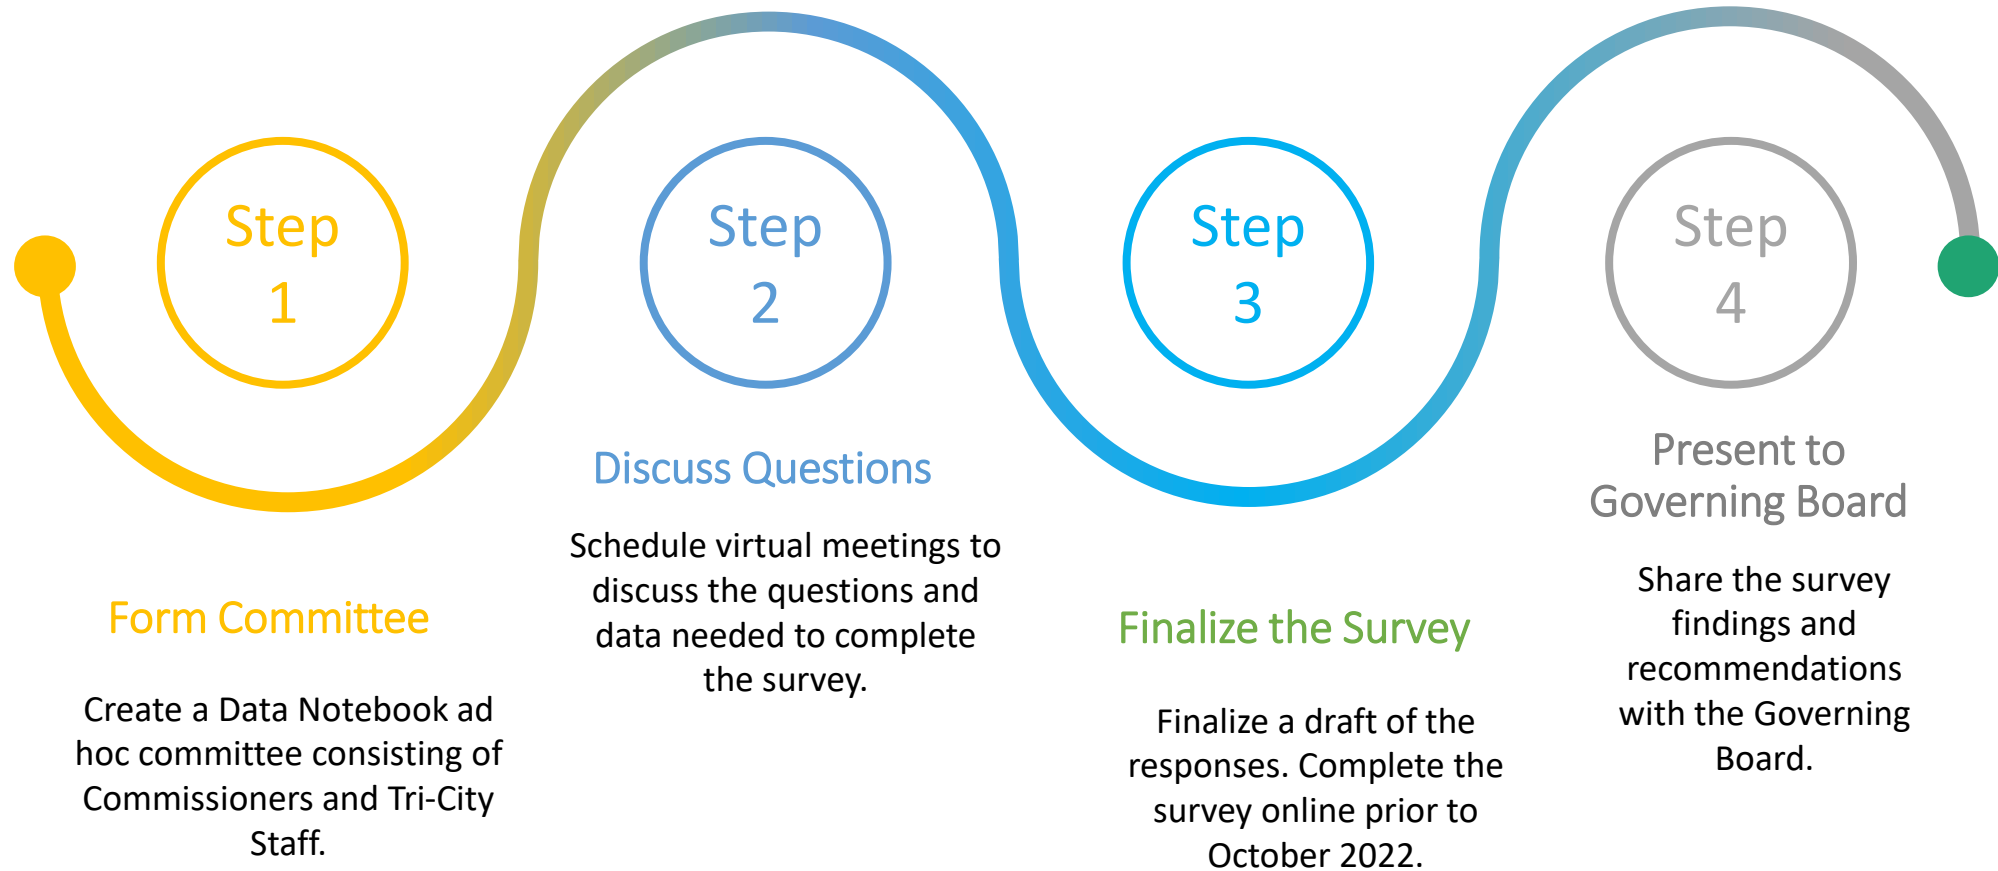 Step
1
Form Committee
Create a Data Notebook ad
hoc committee consisting of
Commissioners and Tri-City
Staff.
Step
2
Discuss Questions
Schedule virtual meetings to
discuss the questions and
data needed to complete
the survey.
Step
3
Finalize the Survey
Finalize a draft of the
responses. Complete the
survey online prior to
October 2022.
Step
4
Present to
Governing Board
Share the survey
findings and
recommendations
with the Governing
Board.